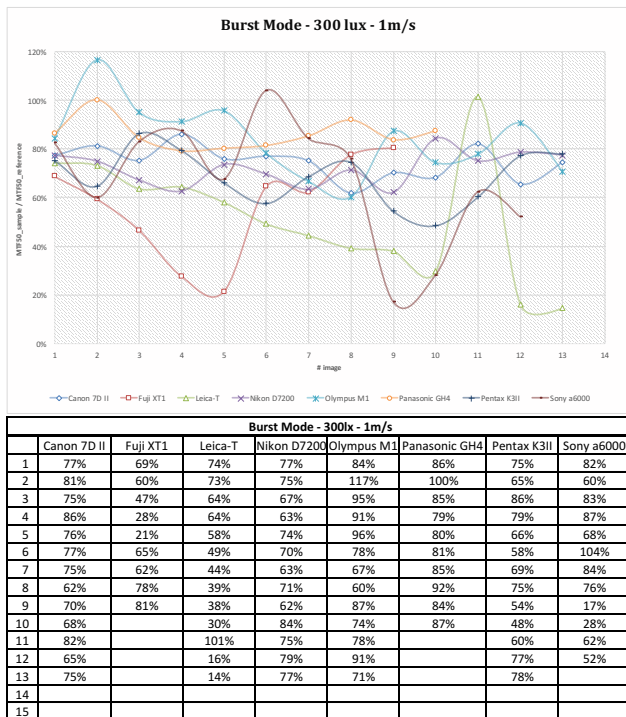 Burst Mode - 300 lux - 1m/s
120%
100%
80%
60%
40%
20%
0%
MTF50_sample / MTF50_reference
1 2 3 4 5 6 7 8 9 10 11 12 13 14
# image
Canon 7D II Fuji XT1 Leica-T Nikon D7200 Olympus M1 Panasonic GH4 Pentax K3II Sony a6000
Burst Mode - 300lx - 1m/s
Canon 7D II Fuji XT1 Leica-T Nikon D7200 Olympus M1 Panasonic GH4 Pentax K3II Sony a6000
1 77% 69% 74% 77% 84% 86% 75% 82%
2 81% 60% 73% 75% 117% 100% 65% 60%
3 75% 47% 64% 67% 95% 85% 86% 83%
4 86% 28% 64% 63% 91% 79% 79% 87%
5 76% 21% 58% 74% 96% 80% 66% 68%
6 77% 65% 49% 70% 78% 81% 58% 104%
7 75% 62% 44% 63% 67% 85% 69% 84%
8 62% 78% 39% 71% 60% 92% 75% 76%
9 70% 81% 38% 62% 87% 84% 54% 17%
10 68% 30% 84% 74% 87% 48% 28%
11 82% 101% 75% 78% 60% 62%
12 65% 16% 79% 91% 77% 52%
13 75% 14% 77% 71% 78%
14
15